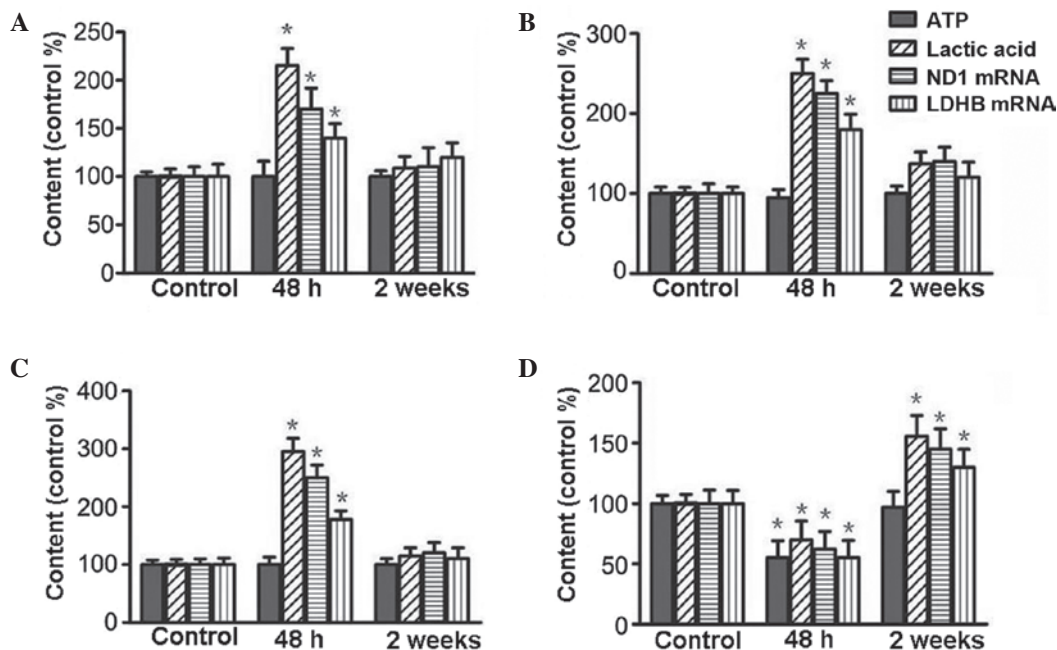 A
Content (control %)
250
200
150
100
50
0
* * *
Control 48 h 2 weeks
B
Content (control %)
300
200
100
0
* * *
Control 48 h 2 weeks
ATP
Lactic acid
ND1 mRNA
LDHB mRNA
C
Content (control %)
400
300
200
100
0
* * *
Control 48 h 2 weeks
D
Content (control %)
200
150
100
50
0
* * * *
* * *
Control 48 h 2 weeks